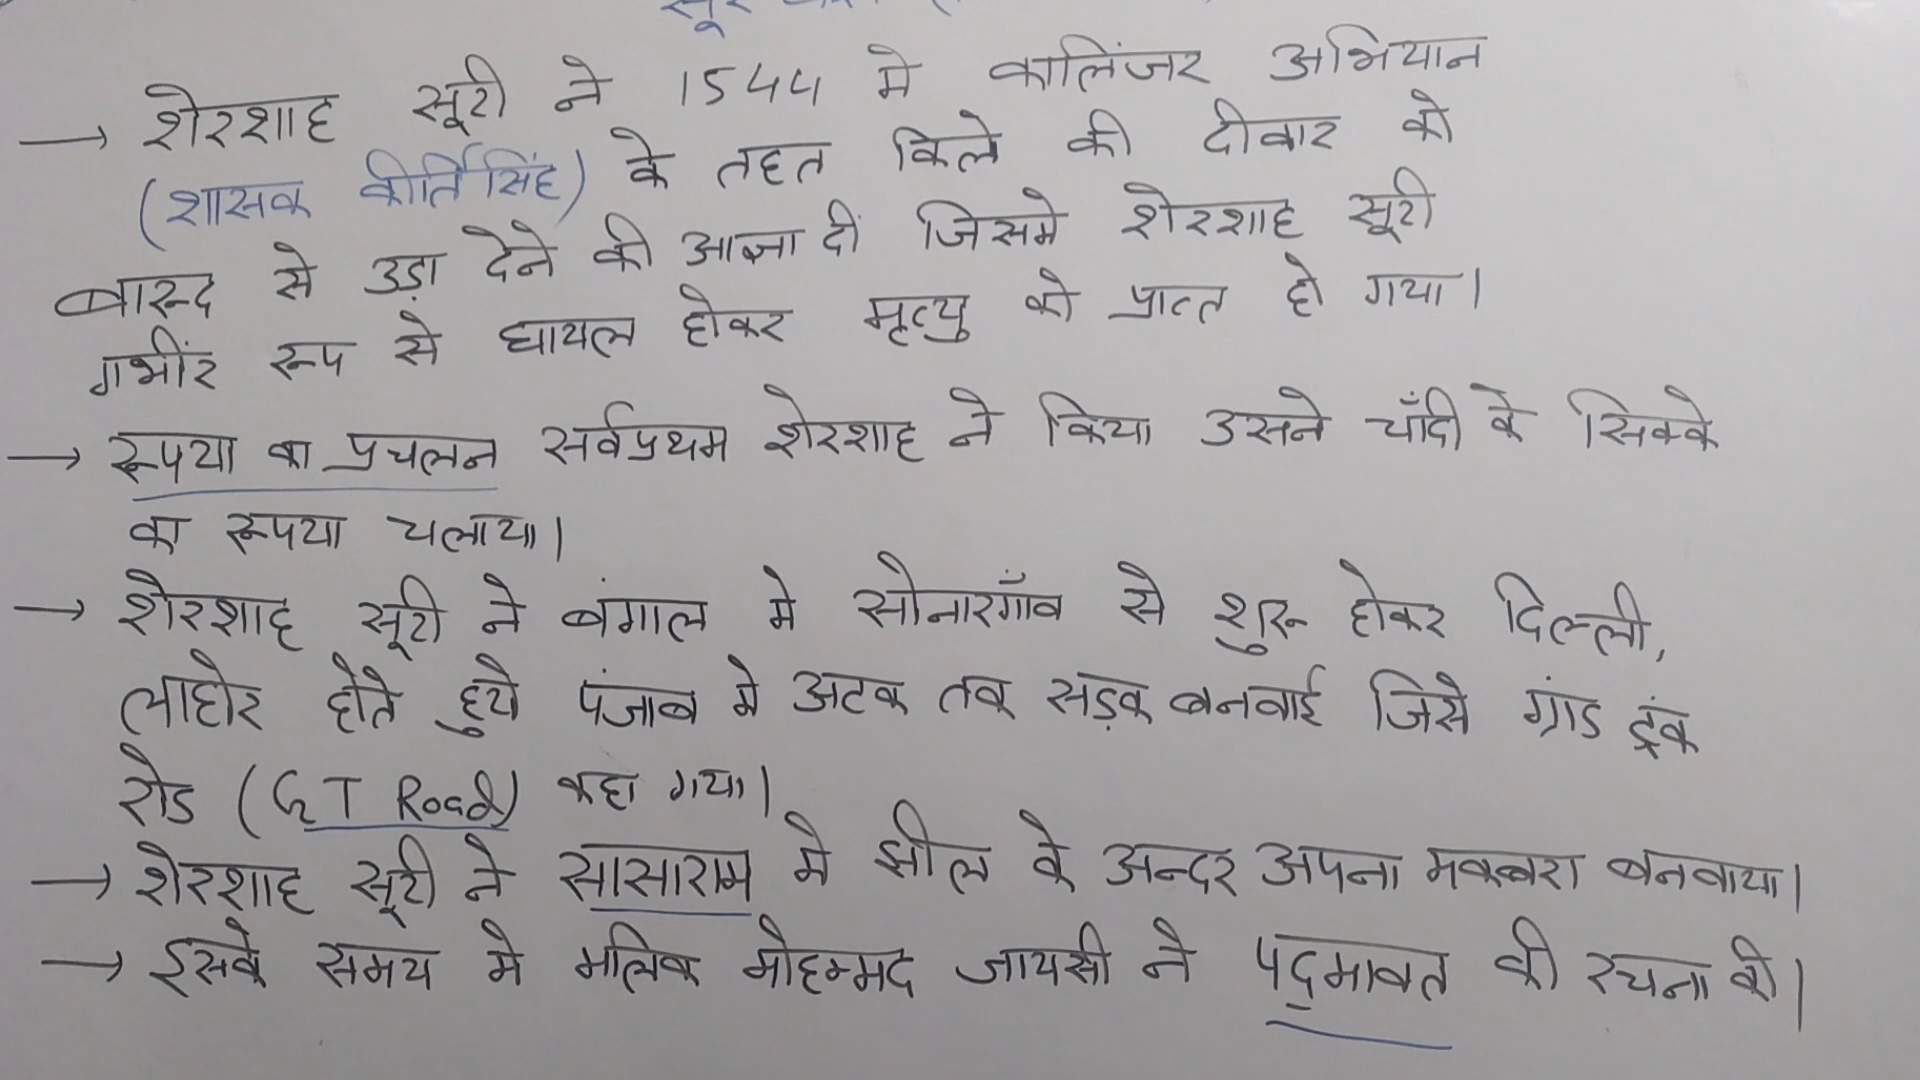 → शेरशाह सूरी ने 1544 मे कालिंजर अभियान
(शासक कीर्तिसिंह) के तहत किले की दीवार को
बारूद से उड़ा देने की आज्ञा दी जिसमे शेरशाह सूरी
गभींर रूप से घायल होकर मृत्यु को प्राप्त हो गया।
→ रूपया का प्रचलन सर्वप्रथम शेरशाह ने किया उसने चाँदी के सिक्के
का रूपया चलाया।
→ शेरशाह सूरी ने बंगाल मे सोनारगाँव से शुरू होकर दिल्ली,
लाहोर होते हुये पंजाब मे अटक तक सड़क बनवाई जिसे ग्रांड ट्रंक
रोड (G T Road) कहा गया।
→ शेरशाह सूरी ने सासाराम मे झील के अन्दर अपना मकबरा बनवाया।
→ इसके समय मे मलिक मोहम्मद जायसी ने पद्मावत की रचना की।